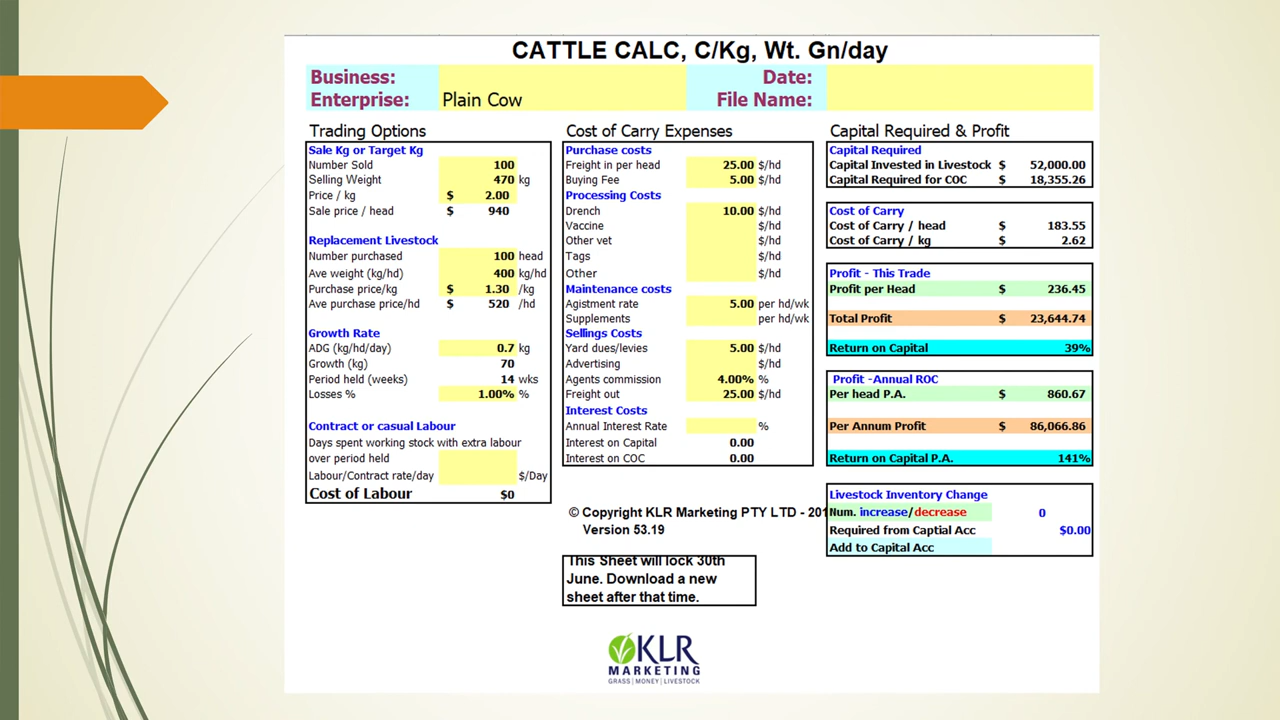 CATTLE CALC, C/Kg, Wt. Gn/day
Business: Date:
Enterprise: Plain Cow File Name:
Trading Options
Sale Kg or Target Kg
Number Sold 100
Selling Weight 470 kg
Price / kg $ 2.00
Sale price / head $ 940
Replacement Livestock
Number purchased 100 head
Ave weight (kg/hd) 400 kg/hd
Purchase price/kg $ 1.30 /kg
Ave purchase price/hd $ 520 /hd
Growth Rate
ADG (kg/hd/day) 0.7 kg
Growth (kg) 70
Period held (weeks) 14 wks
Losses % 1.00% %
Contract or casual Labour
Days spent working stock with extra labour
over period held
Labour/Contract rate/day $/Day
Cost of Labour $0
Cost of Carry Expenses
Purchase costs
Freight in per head 25.00 $/hd
Buying Fee 5.00 $/hd
Processing Costs
Drench 10.00 $/hd
Vaccine $/hd
Other vet $/hd
Tags $/hd
Other $/hd
Maintenance costs
Agistment rate 5.00 per hd/wk
Supplements per hd/wk
Sellings Costs
Yard dues/levies 5.00 $/hd
Advertising $/hd
Agents commission 4.00% %
Freight out 25.00 $/hd
Interest Costs
Annual Interest Rate %
Interest on Capital 0.00
Interest on COC 0.00
© Copyright KLR Marketing PTY LTD - 201
Version 53.19
This Sheet will lock 30th
June. Download a new
sheet after that time.
Capital Required & Profit
Capital Required
Capital Invested in Livestock $ 52,000.00
Capital Required for COC $ 18,355.26
Cost of Carry
Cost of Carry / head $ 183.55
Cost of Carry / kg $ 2.62
Profit - This Trade
Profit per Head $ 236.45
Total Profit $ 23,644.74
Return on Capital 39%
Profit -Annual ROC
Per head P.A. $ 860.67
Per Annum Profit $ 86,066.86
Return on Capital P.A. 141%
Livestock Inventory Change
Num. increase/decrease 0
Required from Captial Acc $0.00
Add to Capital Acc
KLR
MARKETING
GRASS | MONEY | LIVESTOCK